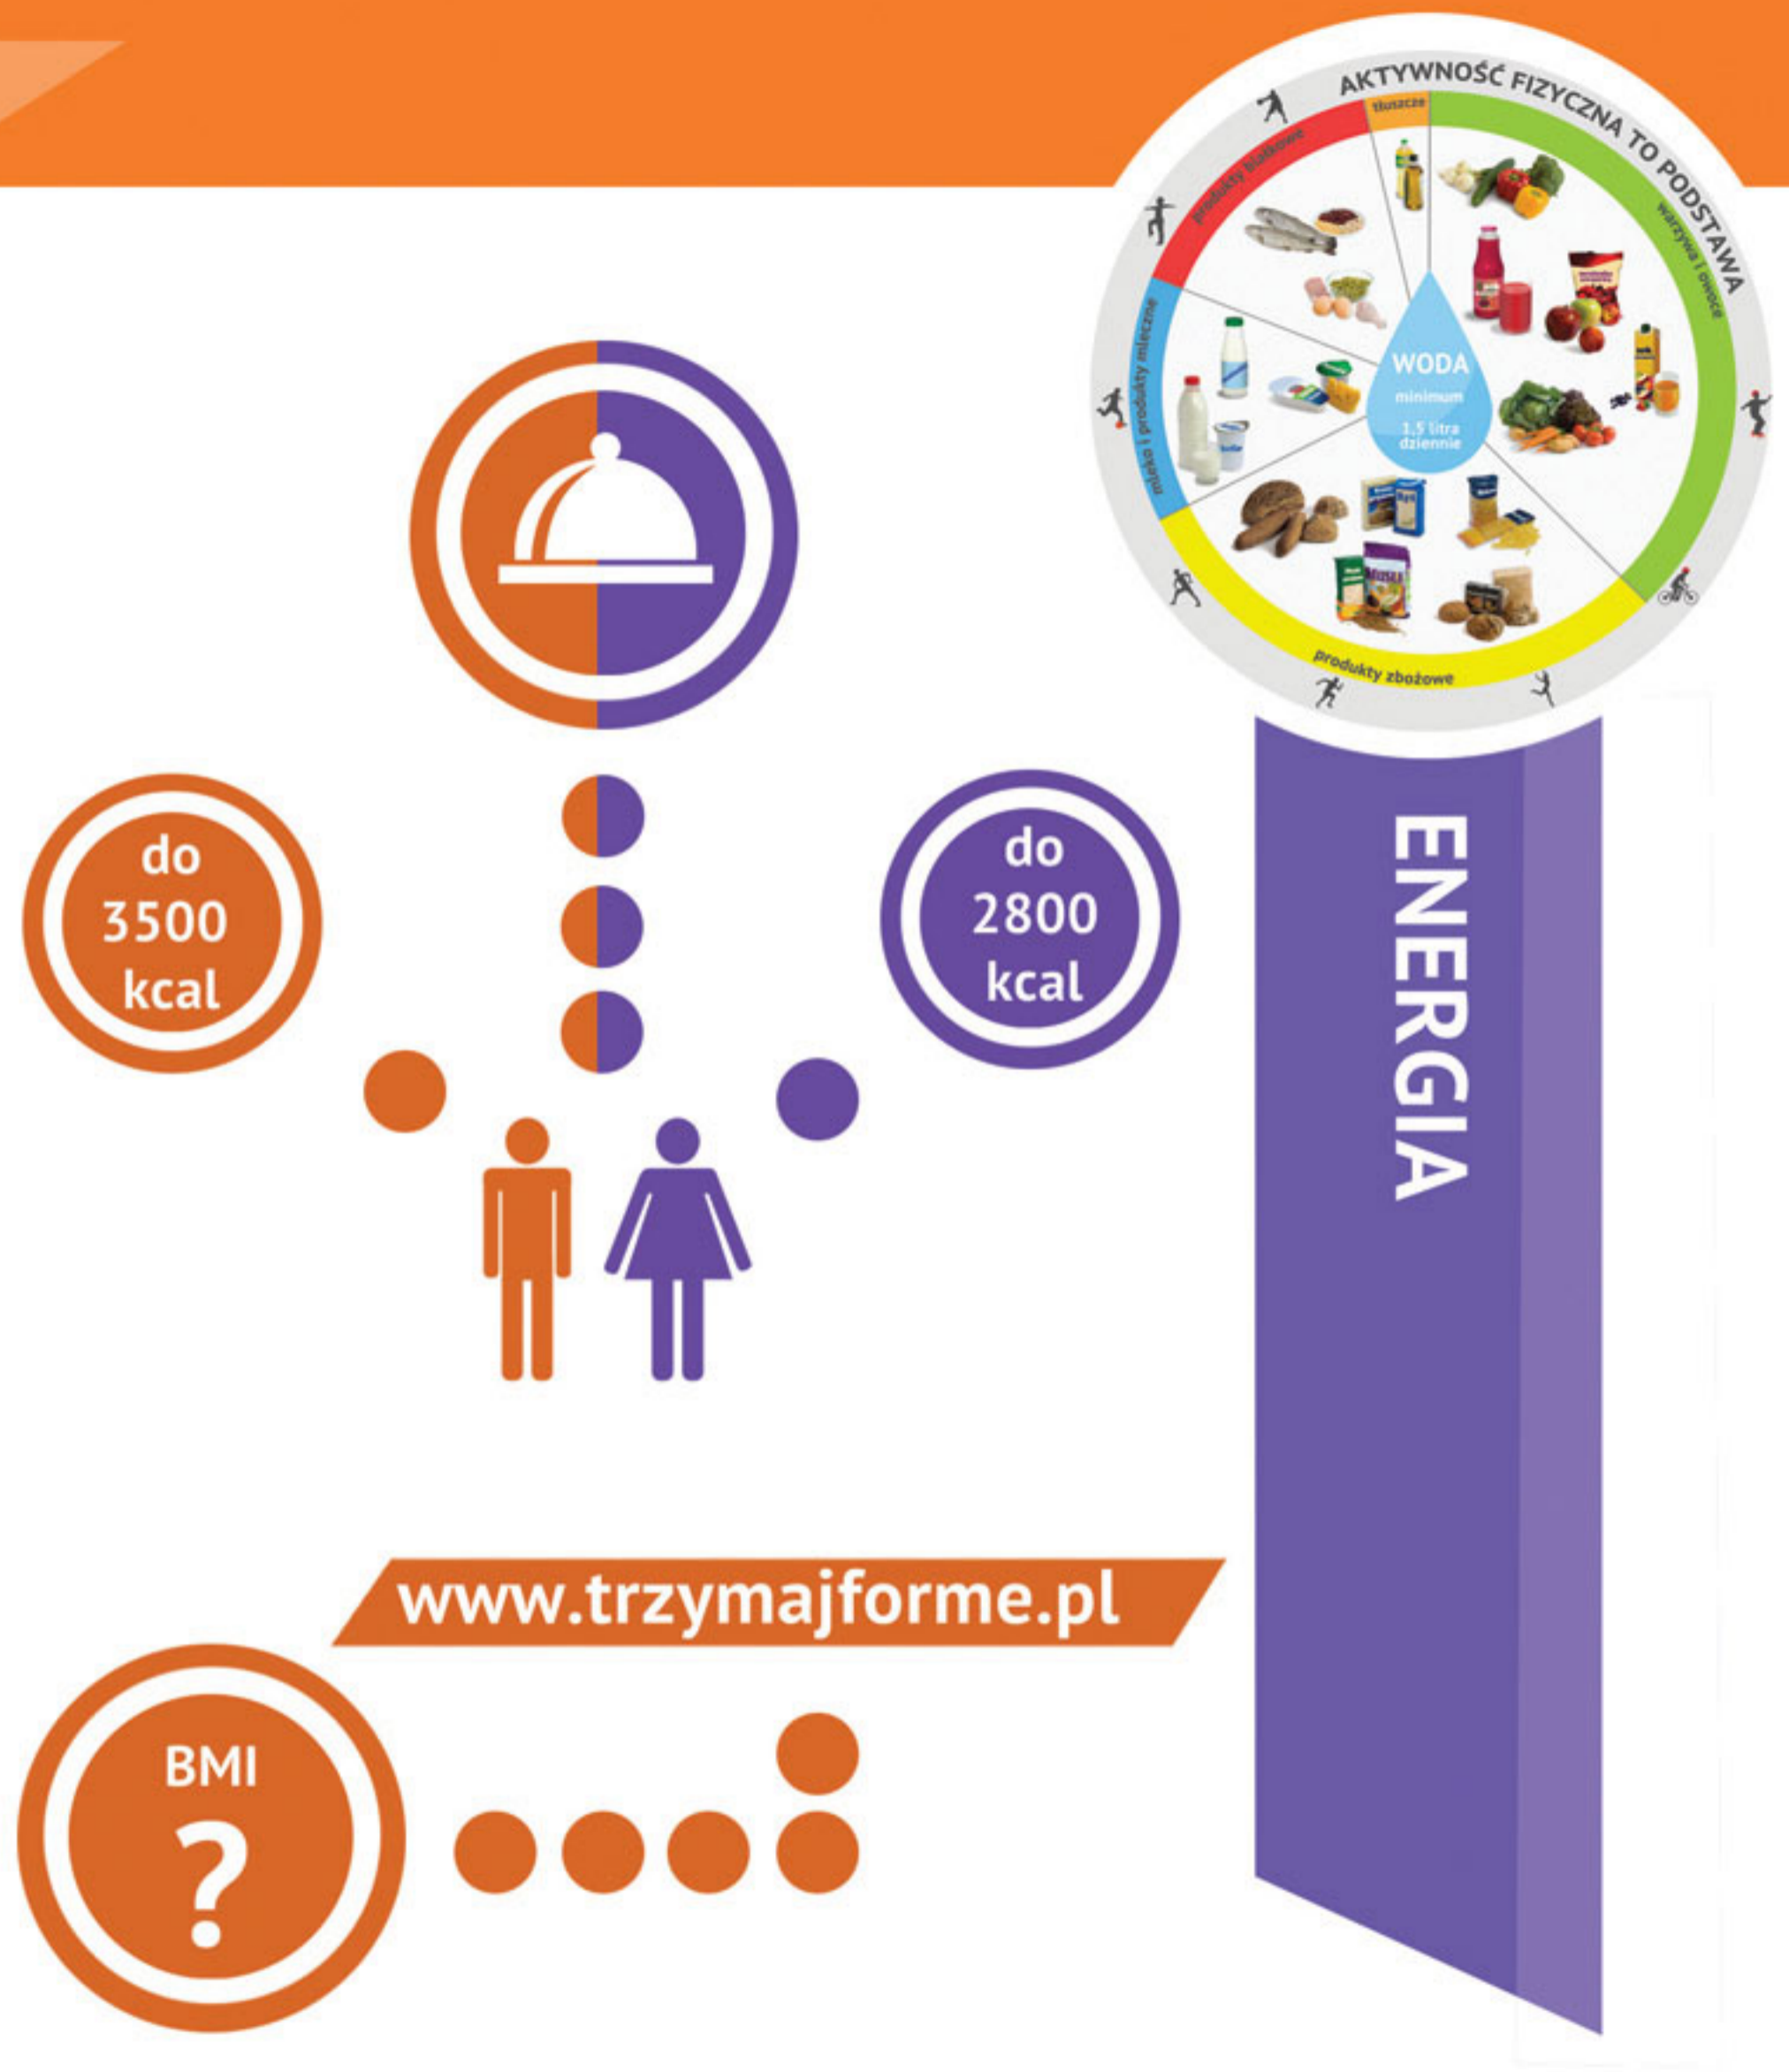 AKTYWNOŚĆ FIZYCZNA TO PODSTAWA
tłuszcze
produkty białkowe
warzywa i owoce
mleko i produkty mleczne
produkty zbożowe
WODA
minimum
1,5 litra
dziennie
do
3500
kcal
do
2800
kcal
ENERGIA
www.trzymajforme.pl
BMI
?